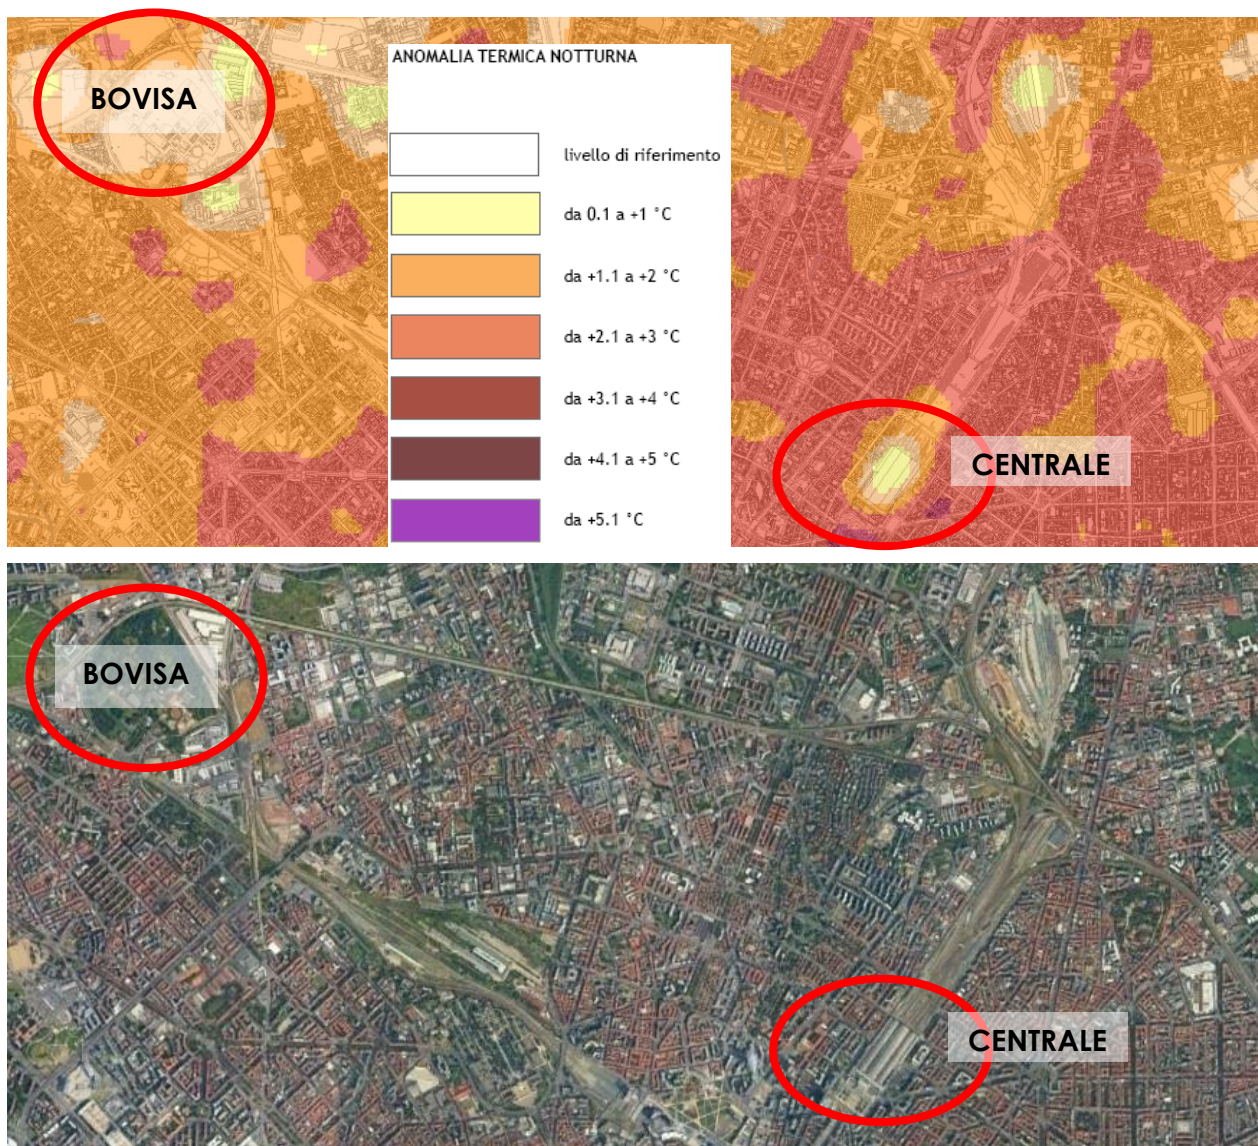 BOVISA
ANOMALIA TERMICA NOTTURNA
livello di riferimento
da 0.1 a +1 °C
da +1.1 a +2 °C
da +2.1 a +3 °C
da +3.1 a +4 °C
da +4.1 a +5 °C
da +5.1 °C
CENTRALE
BOVISA
CENTRALE